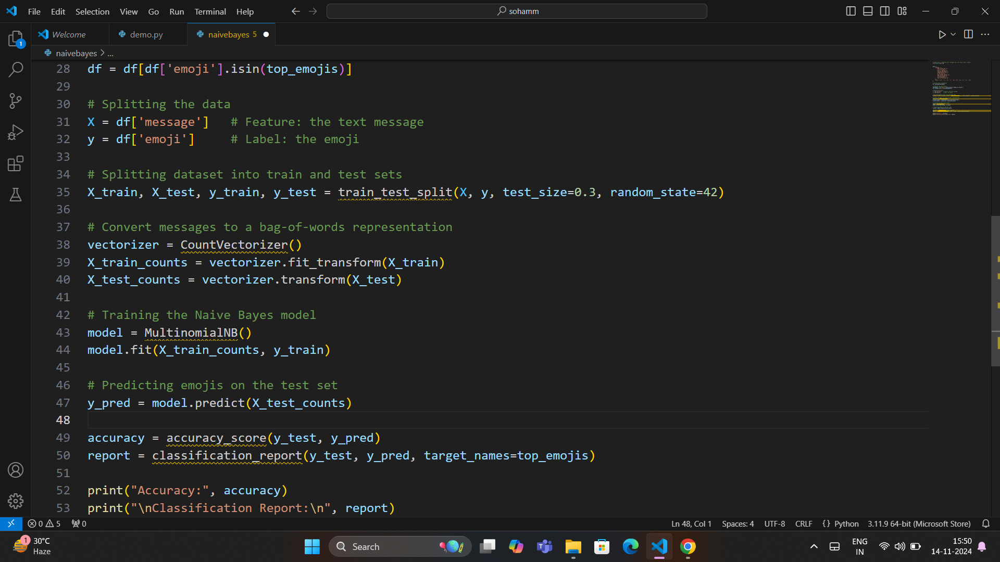 File Edit Selection View Go Run Terminal Help
sohamm
Welcome
demo.py
naivebayes 5
naivebayes > ...
28 df = df[df['emoji'].isin(top_emojis)]
29
30 # Splitting the data
31 X = df['message']   # Feature: the text message
32 y = df['emoji']     # Label: the emoji
33
34 # Splitting dataset into train and test sets
35 X_train, X_test, y_train, y_test = train_test_split(X, y, test_size=0.3, random_state=42)
36
37 # Convert messages to a bag-of-words representation
38 vectorizer = CountVectorizer()
39 X_train_counts = vectorizer.fit_transform(X_train)
40 X_test_counts = vectorizer.transform(X_test)
41
42 # Training the Naive Bayes model
43 model = MultinomialNB()
44 model.fit(X_train_counts, y_train)
45
46 # Predicting emojis on the test set
47 y_pred = model.predict(X_test_counts)
48
49 accuracy = accuracy_score(y_test, y_pred)
50 report = classification_report(y_test, y_pred, target_names=top_emojis)
51
52 print("Accuracy:", accuracy)
53 print("\nClassification Report:\n", report)
1
0 5 0
Ln 48, Col 1 Spaces: 4 UTF-8 CRLF {} Python 3.11.9 64-bit (Microsoft Store)
1
30°C
Haze
Search
ENG
IN
15:50
14-11-2024